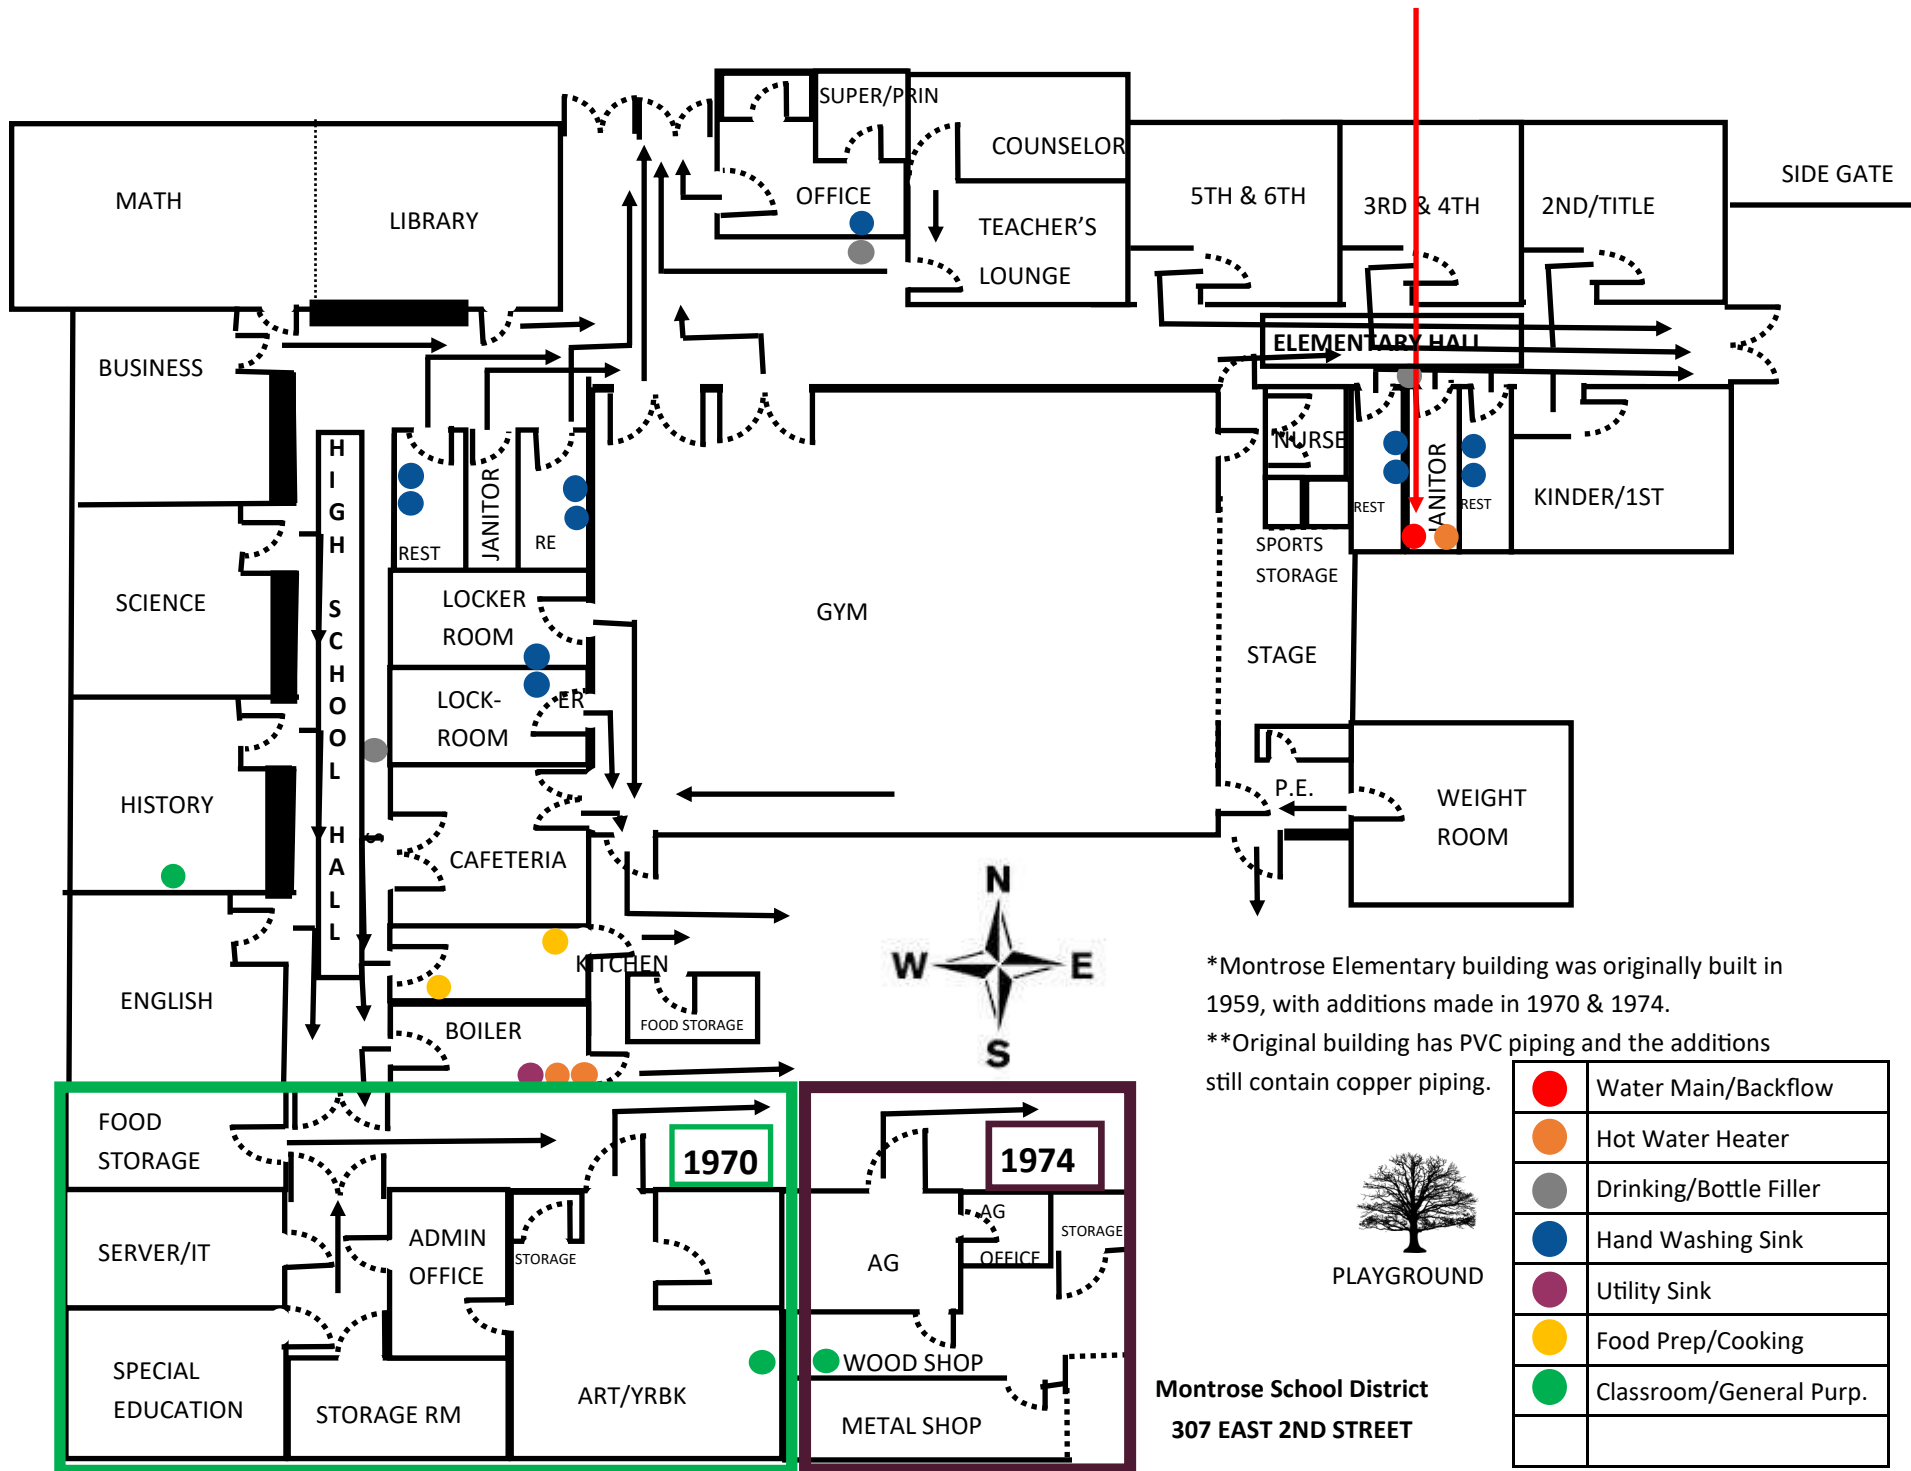 SUPER/PRIN
COUNSELOR
MATH
LIBRARY
OFFICE
TEACHER'S
LOUNGE
5TH & 6TH
3RD & 4TH
2ND/TITLE
SIDE GATE
ELEMENTARY HALL
BUSINESS
HIGH SCHOOL HALL
REST
JANITOR
RE
NURSE
REST
JANITOR
REST
KINDER/1ST
SPORTS
STORAGE
SCIENCE
LOCKER
ROOM
GYM
STAGE
LOCK-
ER
ROOM
HISTORY
P.E.
WEIGHT
ROOM
CAFETERIA
S
KITCHEN
FOOD STORAGE
ENGLISH
BOILER
N
W
E
S
*Montrose Elementary building was originally built in
1959, with additions made in 1970 & 1974.
**Original building has PVC piping and the additions
still contain copper piping.
Water Main/Backflow
Hot Water Heater
Drinking/Bottle Filler
Hand Washing Sink
Utility Sink
Food Prep/Cooking
Classroom/General Purp.
FOOD
STORAGE
1970
1974
SERVER/IT
ADMIN
OFFICE
STORAGE
AG
AG
OFFICE
STORAGE
PLAYGROUND
SPECIAL
EDUCATION
STORAGE RM
ART/YRBK
WOOD SHOP
METAL SHOP
Montrose School District
307 EAST 2ND STREET